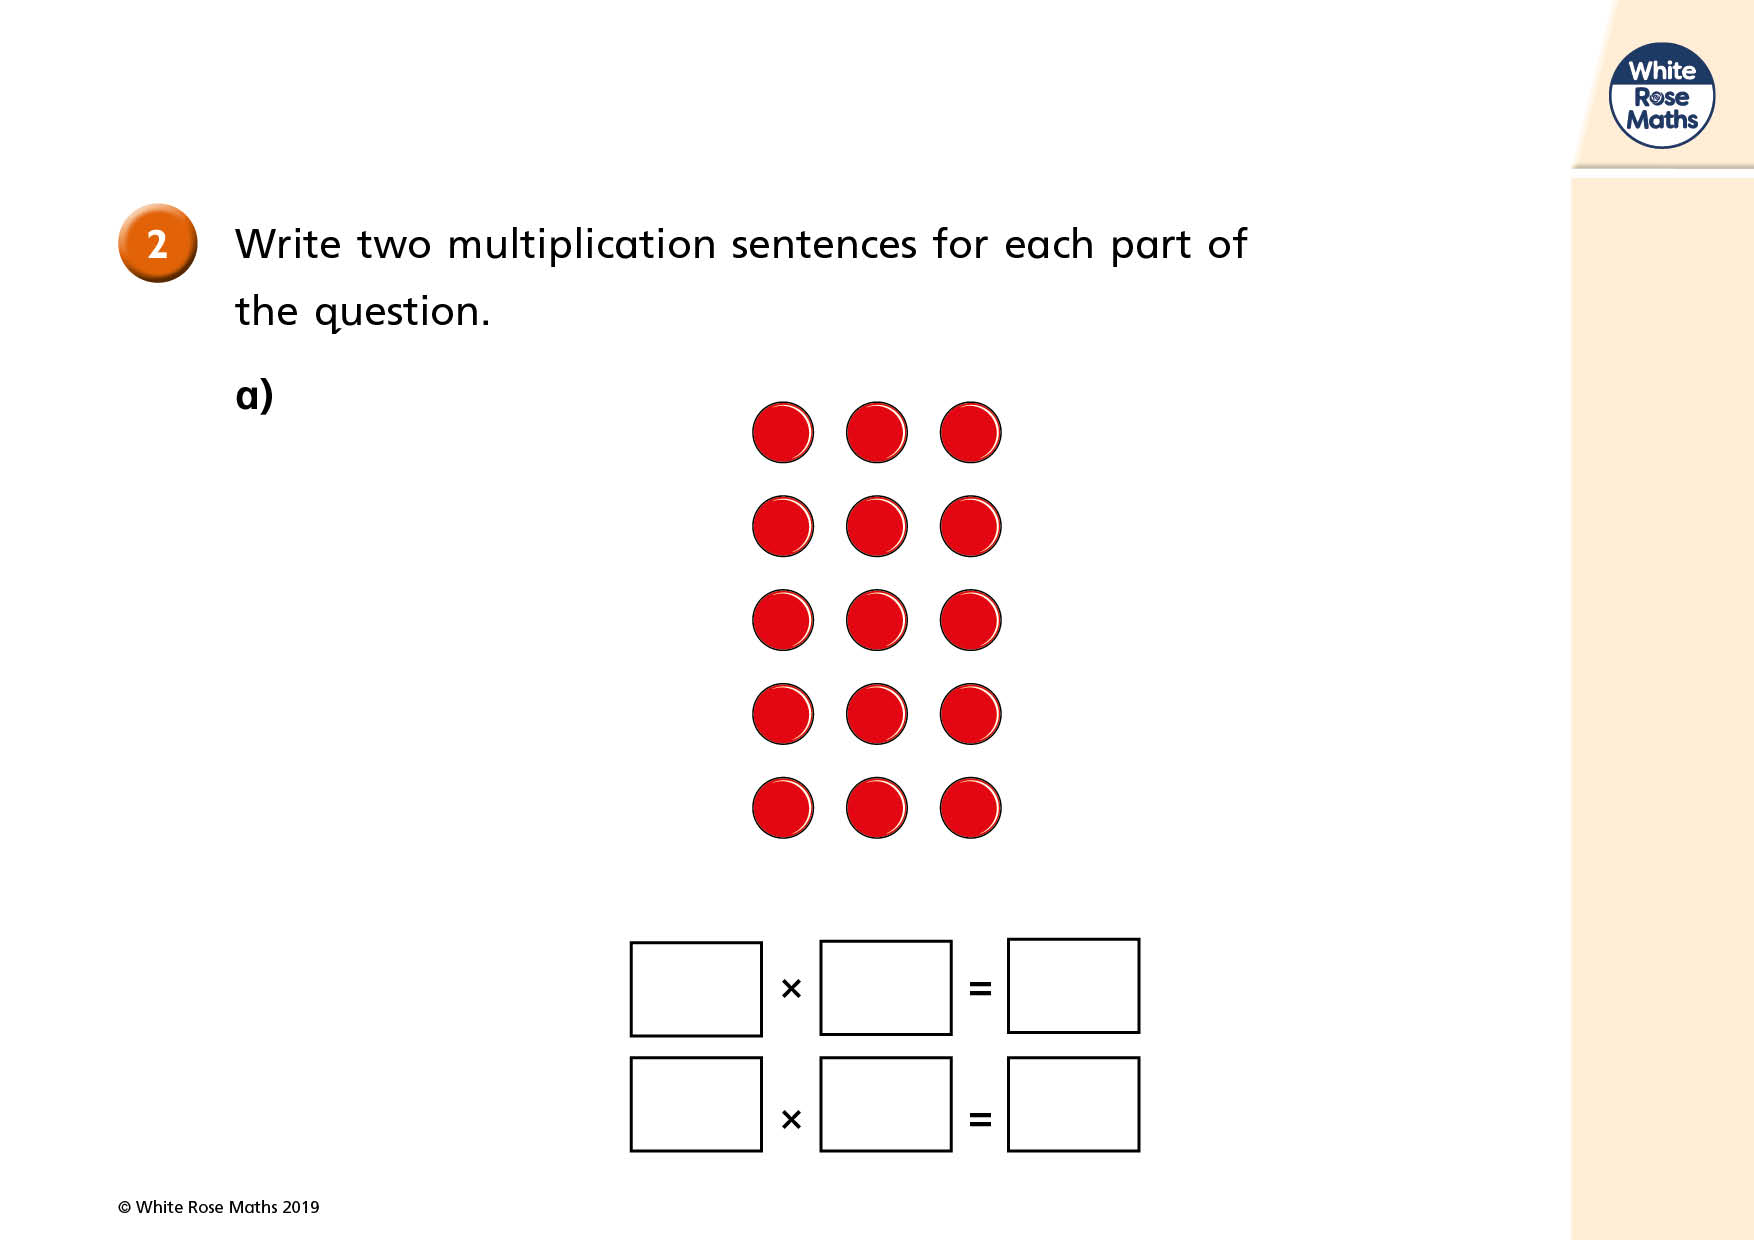 White
Rose
Maths
2 Write two multiplication sentences for each part of
the question.
a)
× =
× =
© White Rose Maths 2019